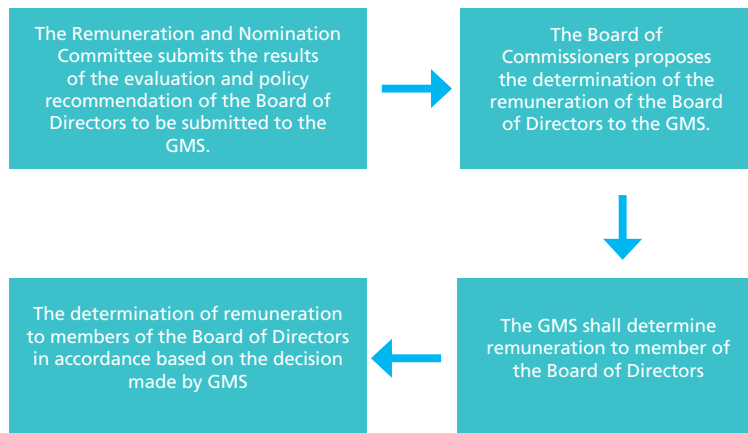 The Remuneration and Nomination
Committee submits the results
of the evaluation and policy
recommendation of the Board of
Directors to be submitted to the
GMS.
The Board of
Commissioners proposes
the determination of the
remuneration of the Board
of Directors to the GMS.
The GMS shall determine
remuneration to member of
the Board of Directors
The determination of remuneration
to members of the Board of Directors
in accordance based on the decision
made by GMS